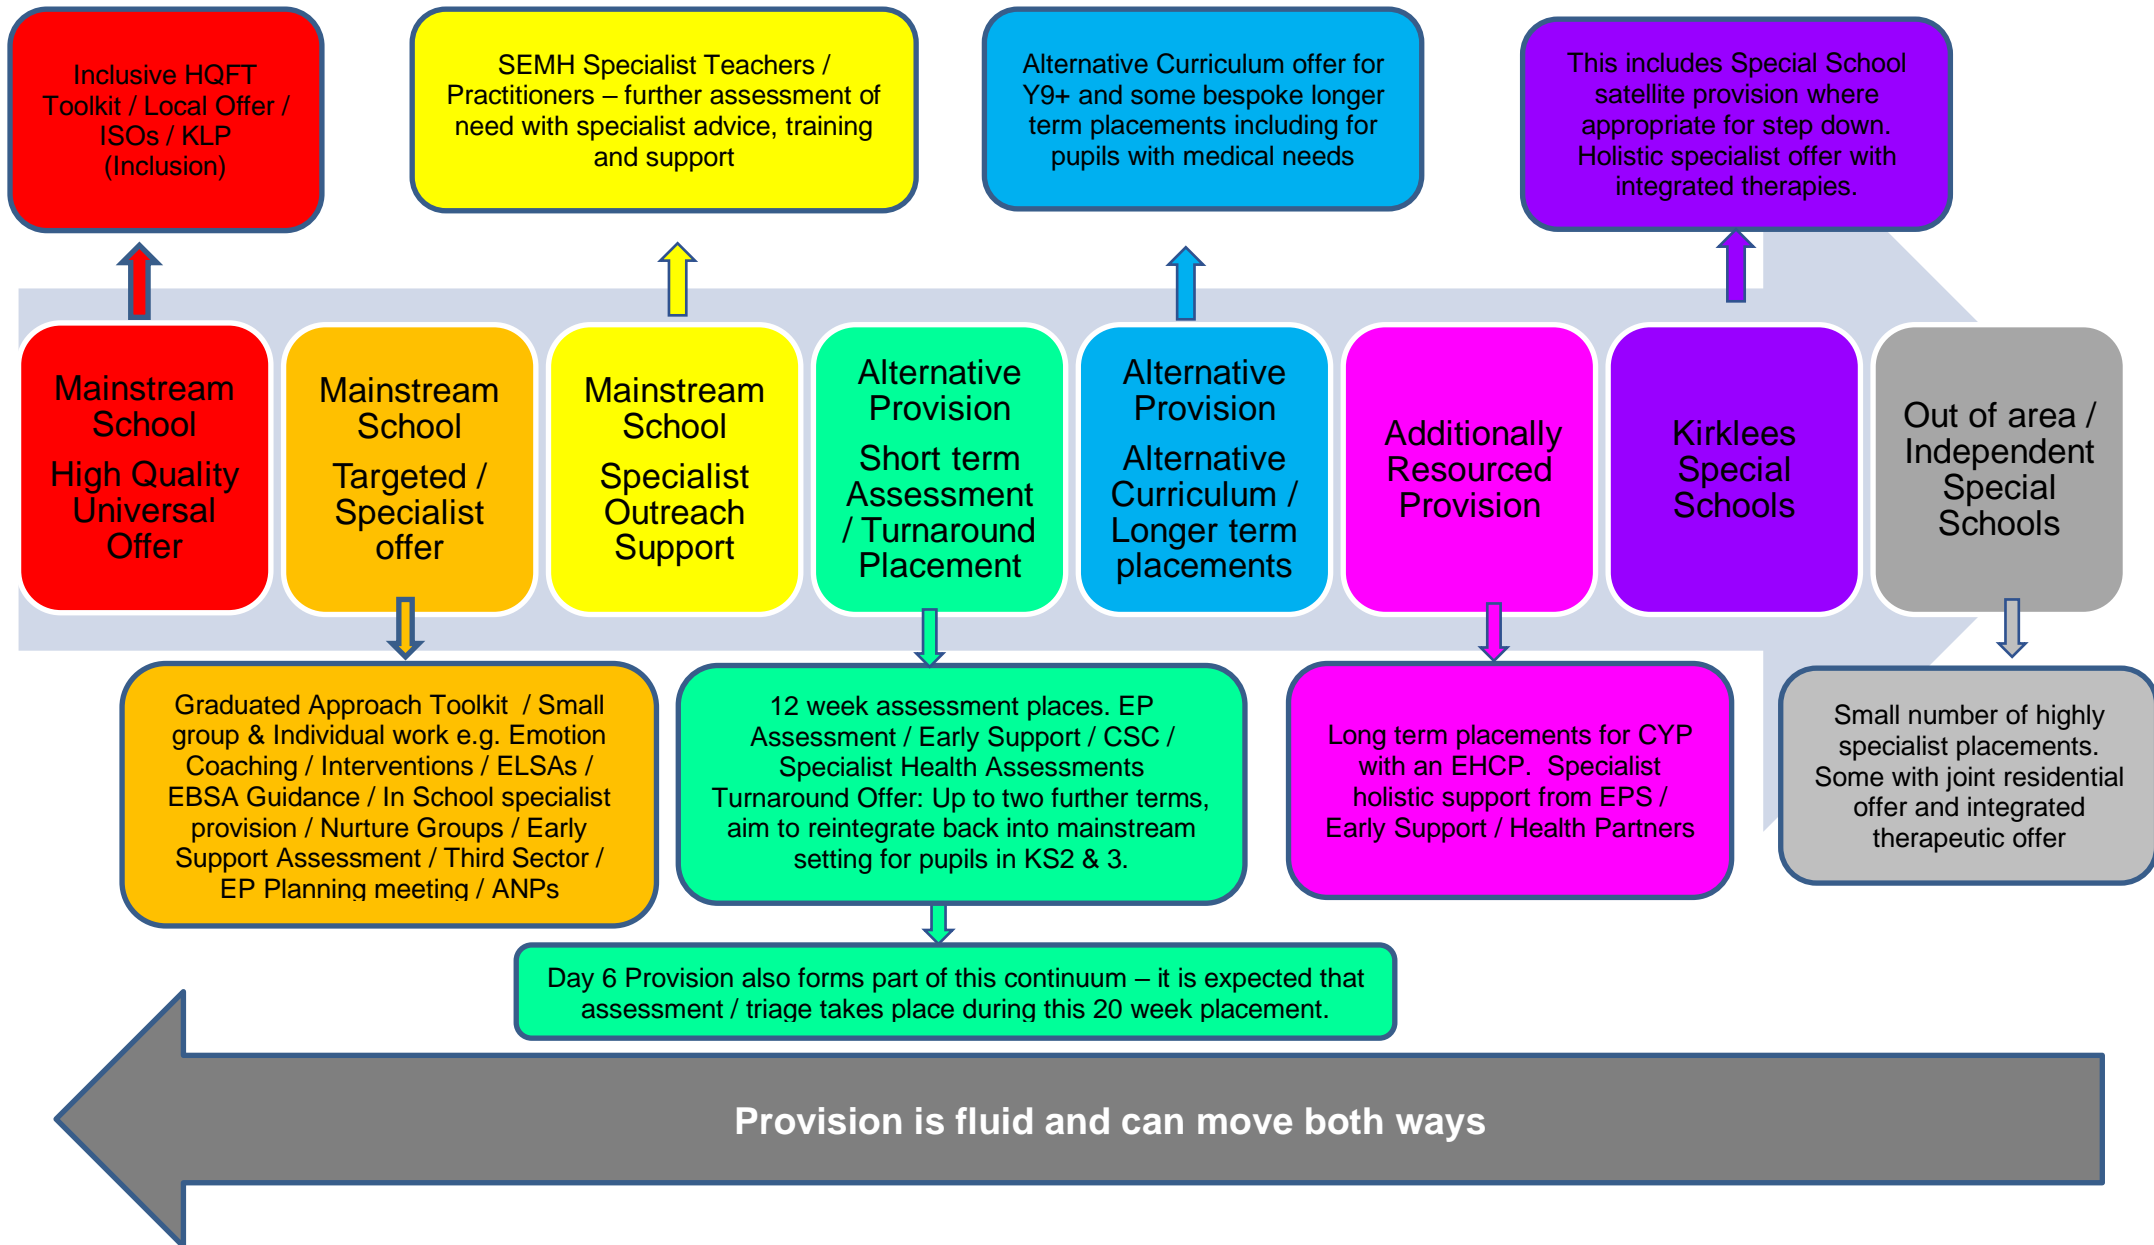 Inclusive HQFT
Toolkit / Local Offer /
ISOs / KLP
(Inclusion)
SEMH Specialist Teachers /
Practitioners – further assessment of
need with specialist advice, training
and support
Alternative Curriculum offer for
Y9+ and some bespoke longer
term placements including for
pupils with medical needs
This includes Special School
satellite provision where
appropriate for step down.
Holistic specialist offer with
integrated therapies.
Mainstream
School
High Quality
Universal
Offer
Mainstream
School
Targeted /
Specialist
offer
Mainstream
School
Specialist
Outreach
Support
Alternative
Provision
Short term
Assessment
/ Turnaround
Placement
Alternative
Provision
Alternative
Curriculum /
Longer term
placements
Additionally
Resourced
Provision
Kirklees
Special
Schools
Out of area /
Independent
Special
Schools
Graduated Approach Toolkit / Small
group & Individual work e.g. Emotion
Coaching / Interventions / ELSAs /
EBSA Guidance / In School specialist
provision / Nurture Groups / Early
Support Assessment / Third Sector /
EP Planning meeting / ANPs
12 week assessment places. EP
Assessment / Early Support / CSC /
Specialist Health Assessments
Turnaround Offer: Up to two further terms,
aim to reintegrate back into mainstream
setting for pupils in KS2 & 3.
Long term placements for CYP
with an EHCP. Specialist
holistic support from EPS /
Early Support / Health Partners
Small number of highly
specialist placements.
Some with joint residential
offer and integrated
therapeutic offer
Day 6 Provision also forms part of this continuum – it is expected that
assessment / triage takes place during this 20 week placement.
Provision is fluid and can move both ways